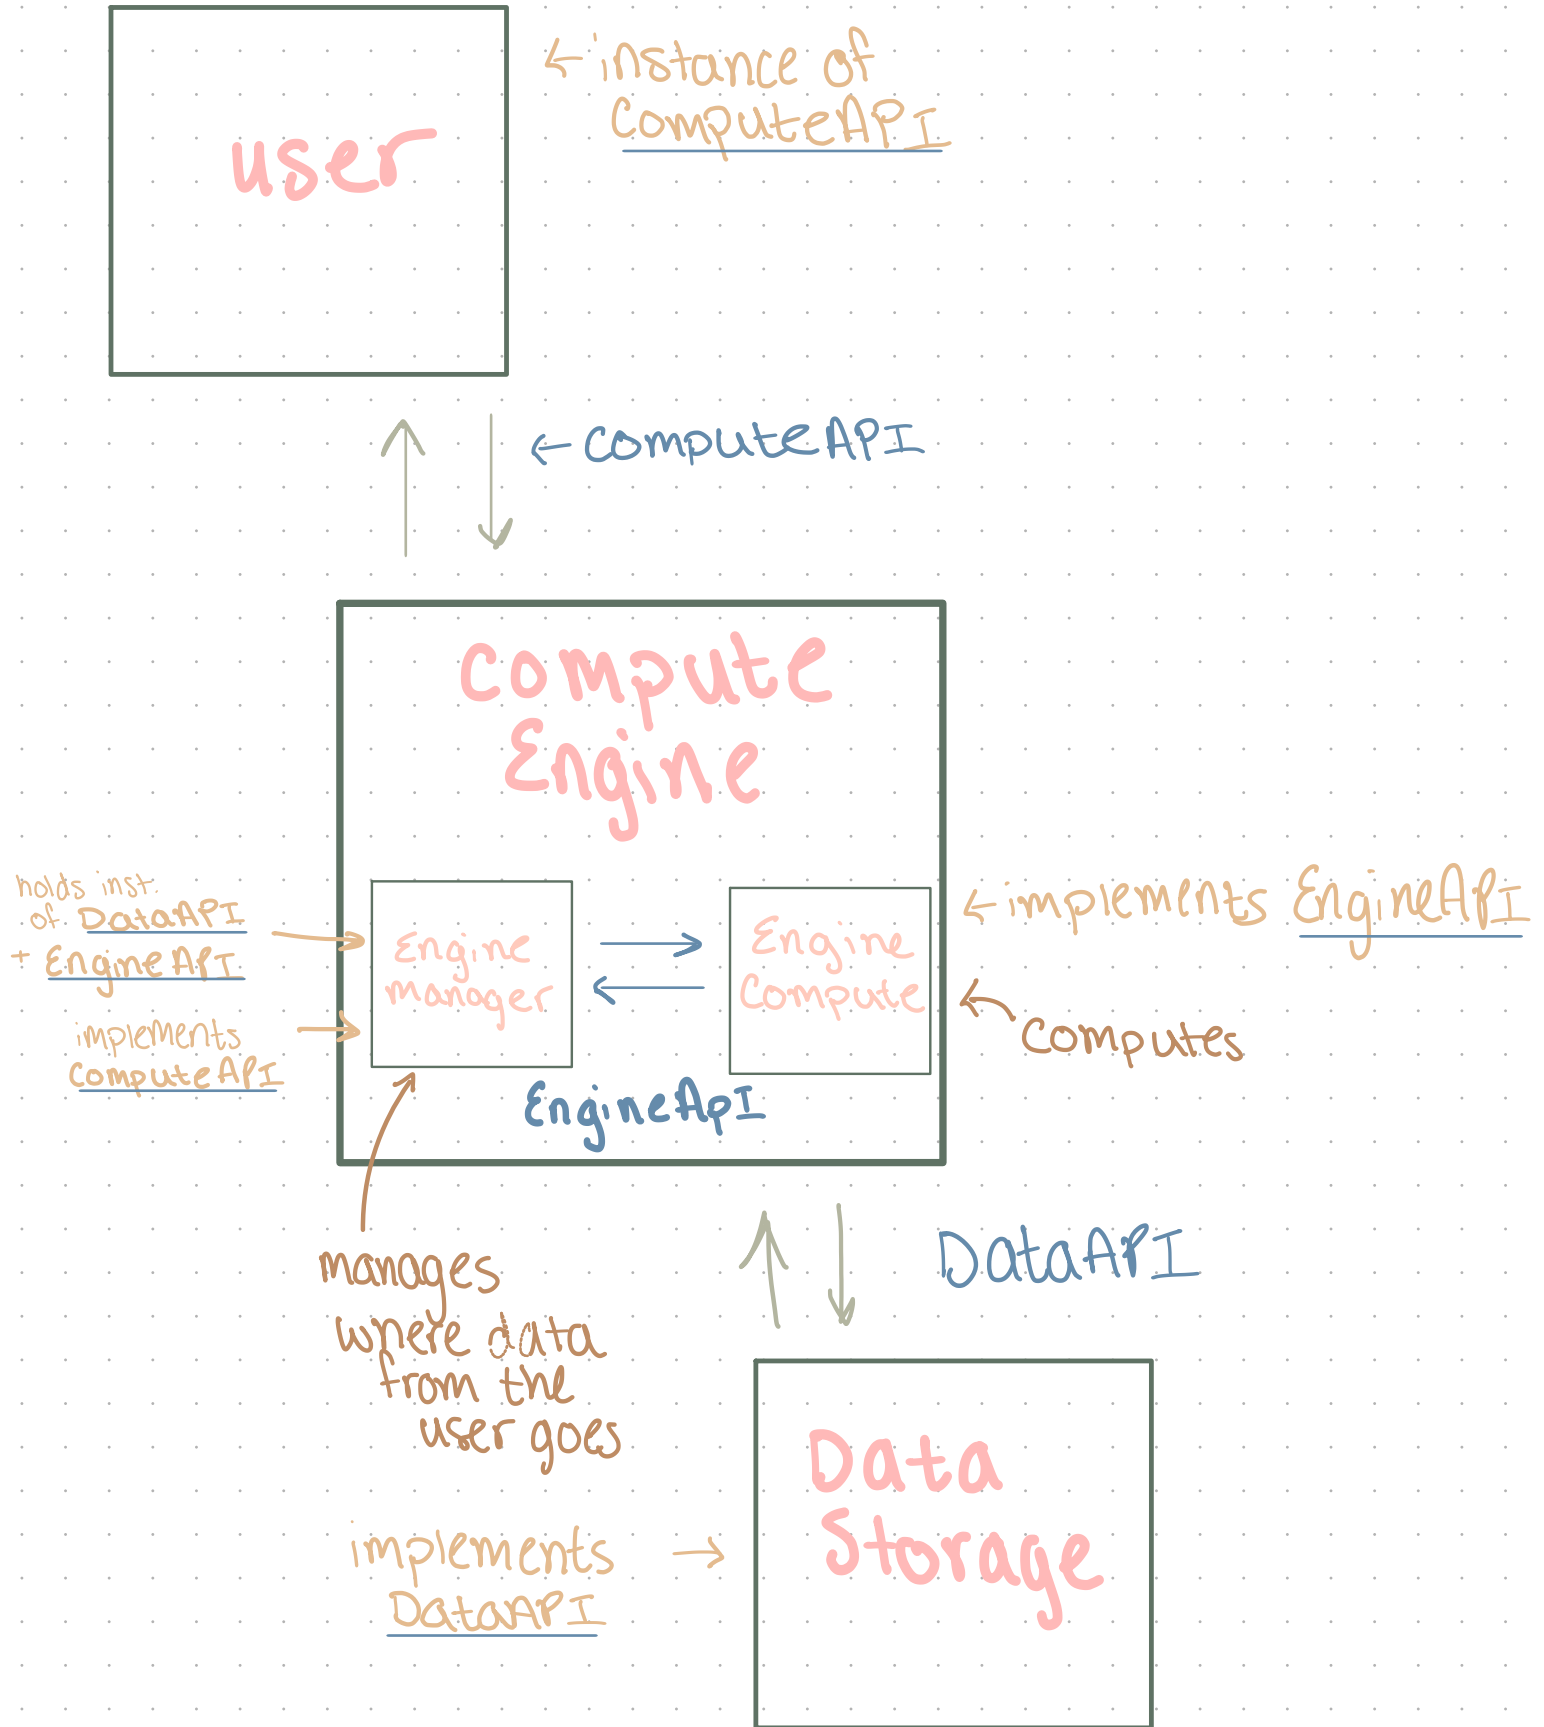 user
← instance of
ComputeAPI
← computeAPI
compute
Engine
holds inst.
of DataAPI
+ EngineAPI
implements
computeAPI
Engine
manager
Engine
Compute
← implements EngineAPI
computes
EngineApI
manages
where data
from the
user goes
DataAPI
Data
Storage
implements
DataAPI